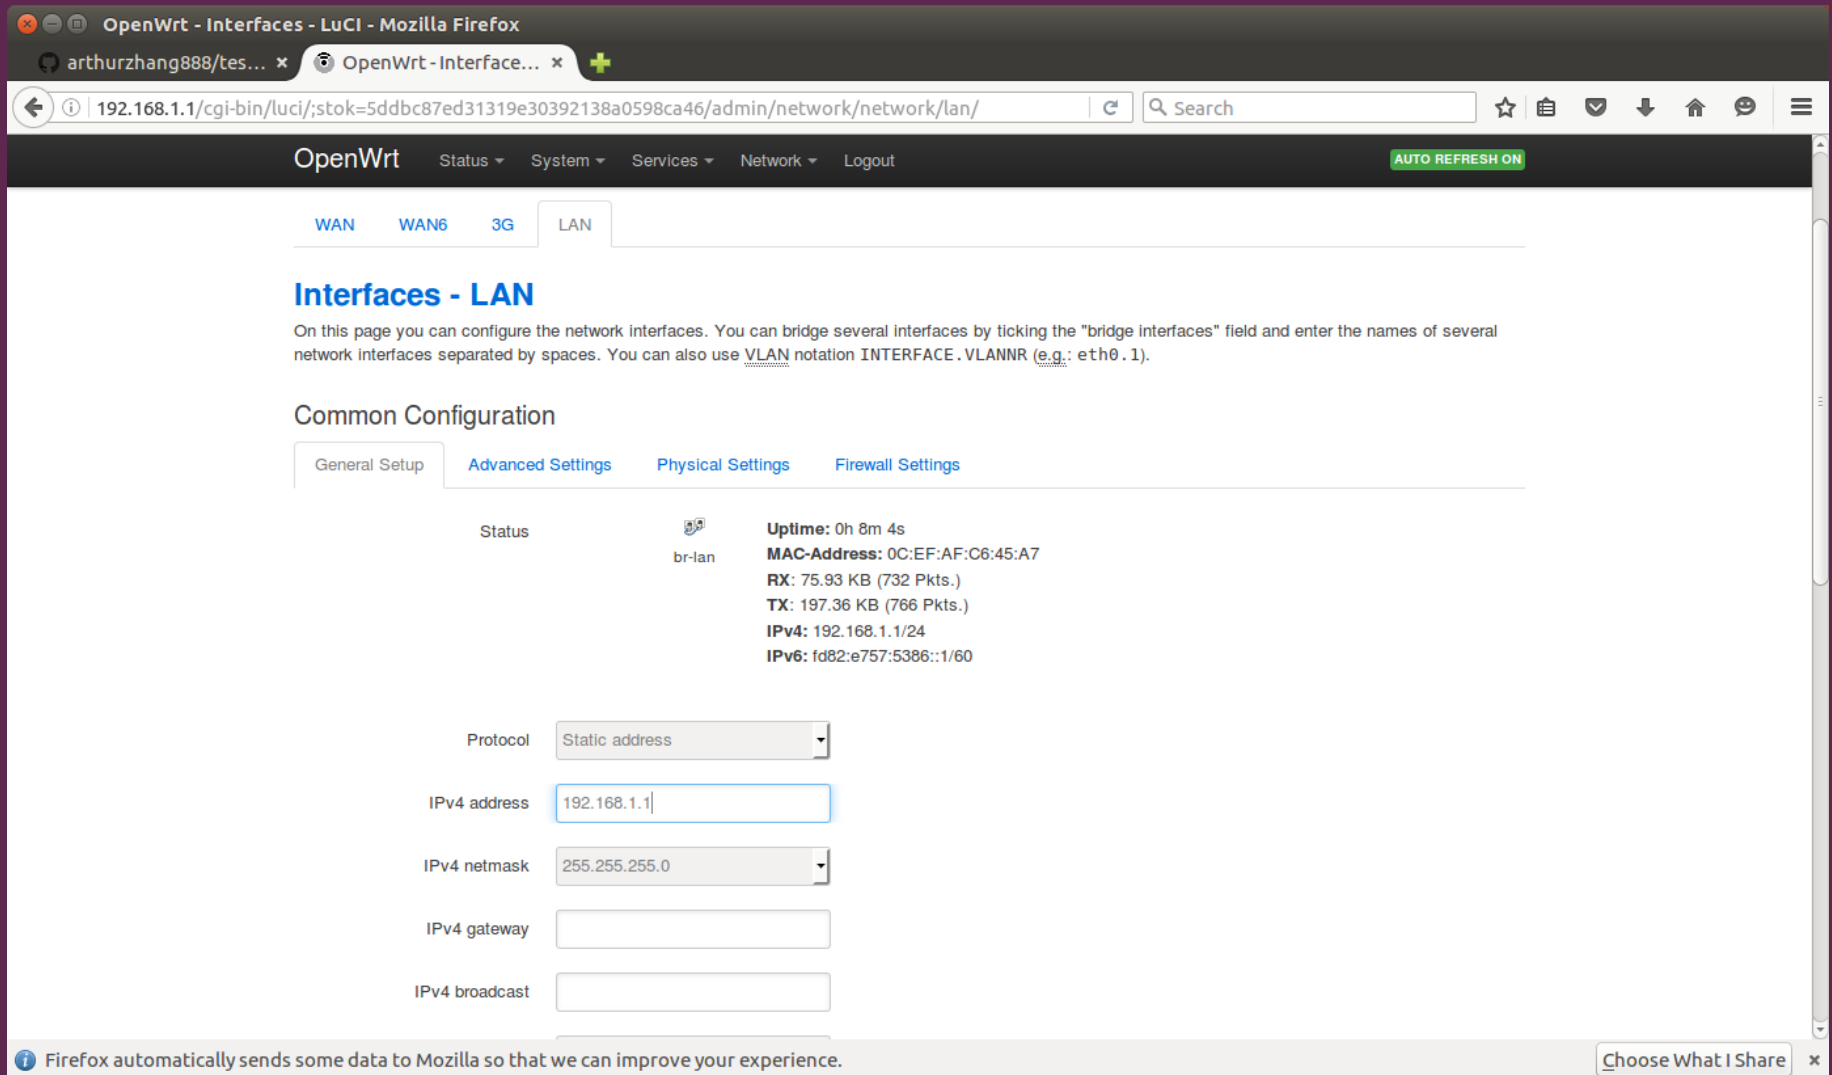 OpenWrt - Interfaces - LuCI - Mozilla Firefox
arthurzhang888/tes... × OpenWrt - Interface... ×
192.168.1.1/cgi-bin/luci/;stok=5ddbc87ed31319e30392138a0598ca46/admin/network/network/lan/ Search
OpenWrt Status System Services Network Logout AUTO REFRESH ON
WAN WAN6 3G LAN
Interfaces - LAN
On this page you can configure the network interfaces. You can bridge several interfaces by ticking the "bridge interfaces" field and enter the names of several
network interfaces separated by spaces. You can also use VLAN notation INTERFACE.VLANNR (e.g.: eth0.1).
Common Configuration
General Setup Advanced Settings Physical Settings Firewall Settings
Status
br-lan
Uptime: 0h 8m 4s
MAC-Address: 0C:EF:AF:C6:45:A7
RX: 75.93 KB (732 Pkts.)
TX: 197.36 KB (766 Pkts.)
IPv4: 192.168.1.1/24
IPv6: fd82:e757:5386::1/60
Protocol Static address
IPv4 address 192.168.1.1
IPv4 netmask 255.255.255.0
IPv4 gateway
IPv4 broadcast
Firefox automatically sends some data to Mozilla so that we can improve your experience. Choose What I Share ×